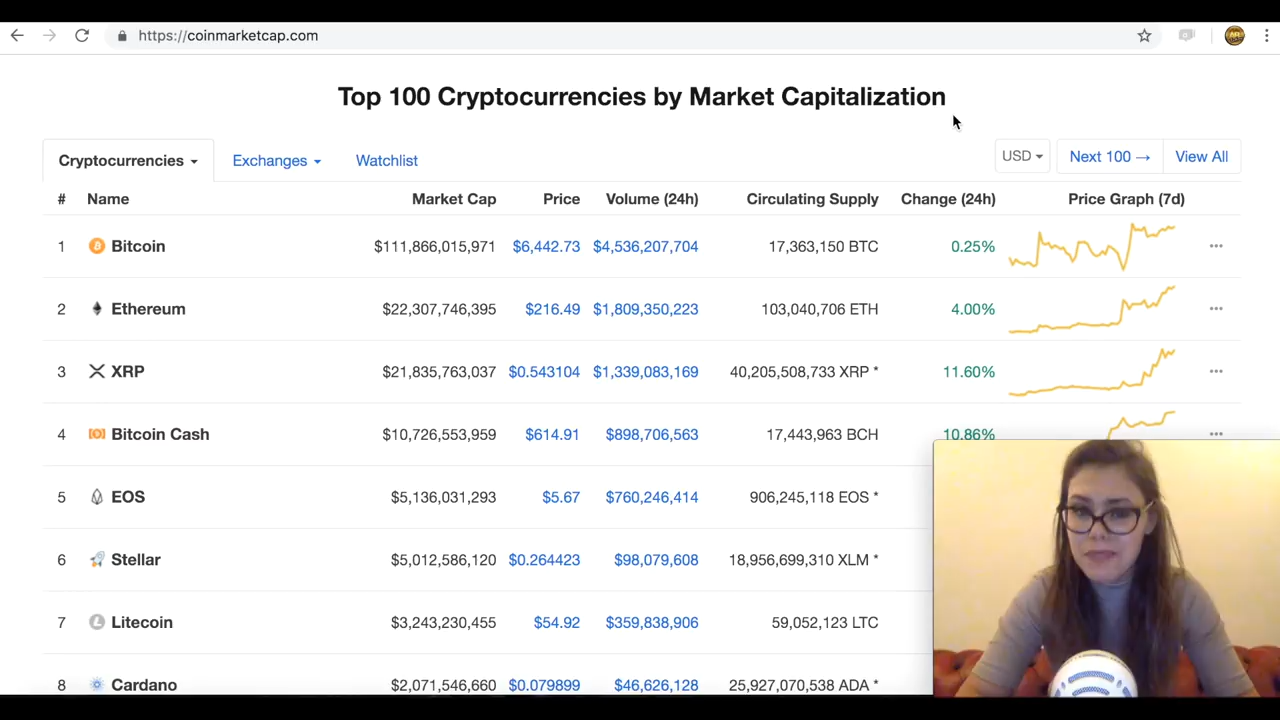 https://coinmarketcap.com
Top 100 Cryptocurrencies by Market Capitalization
Cryptocurrencies Exchanges Watchlist USD Next 100 → View All
# Name Market Cap Price Volume (24h) Circulating Supply Change (24h) Price Graph (7d)
1 Bitcoin $111,866,015,971 $6,442.73 $4,536,207,704 17,363,150 BTC 0.25%
2 Ethereum $22,307,746,395 $216.49 $1,809,350,223 103,040,706 ETH 4.00%
3 XRP $21,835,763,037 $0.543104 $1,339,083,169 40,205,508,733 XRP * 11.60%
4 Bitcoin Cash $10,726,553,959 $614.91 $898,706,563 17,443,963 BCH 10.86%
5 EOS $5,136,031,293 $5.67 $760,246,414 906,245,118 EOS *
6 Stellar $5,012,586,120 $0.264423 $98,079,608 18,956,699,310 XLM *
7 Litecoin $3,243,230,455 $54.92 $359,838,906 59,052,123 LTC
8 Cardano $2,071,546,660 $0.079899 $46,626,128 25,927,070,538 ADA *